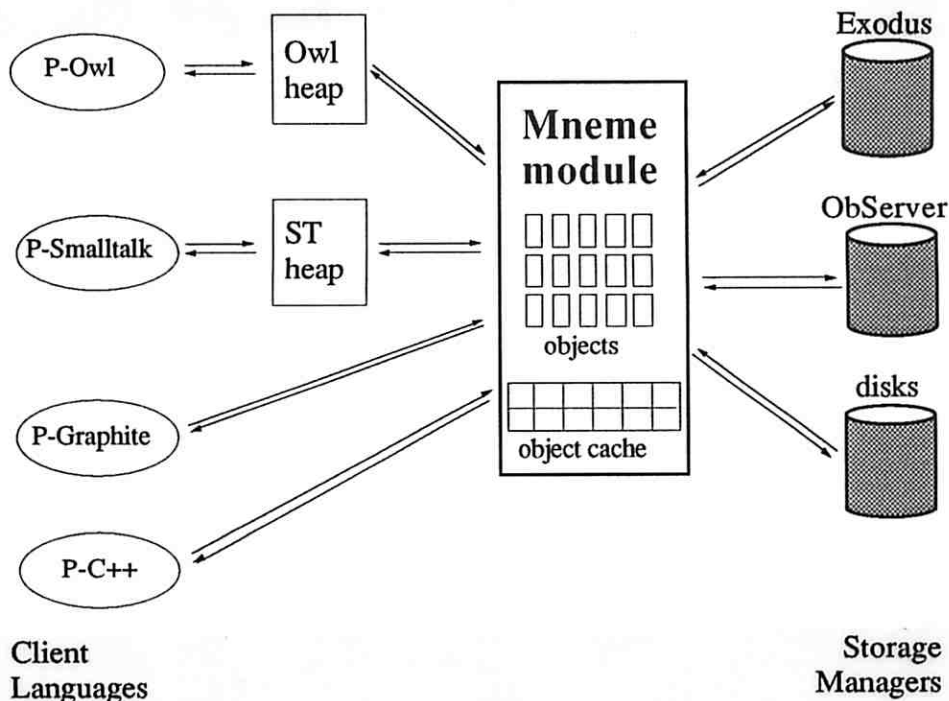 P-Owl
Owl
heap
Mneme
module
Exodus
P-Smalltalk
ST
heap
ObServer
objects
P-Graphite
disks
object cache
P-C++
Client
Languages
Storage
Managers